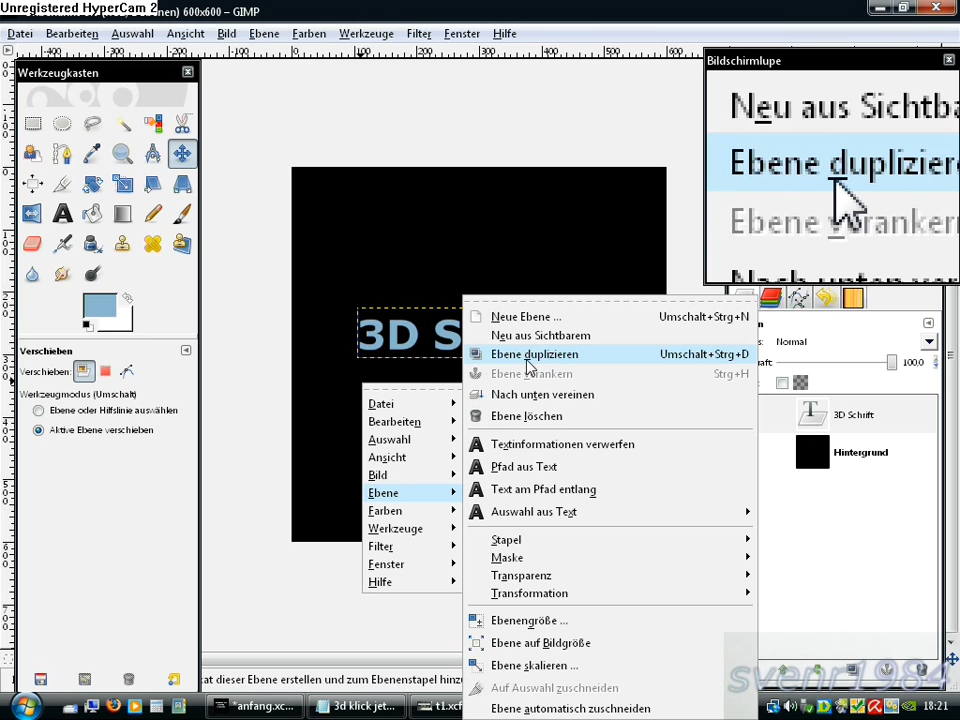 Unregistered HyperCam 2
600x600 – GIMP
Datei Bearbeiten Auswahl Ansicht Bild Ebene Farben Werkzeuge Filter Fenster Hilfe
Werkzeugkasten
Bildschirmlupe
Neu aus Sichtba
Ebene duplizier
Neue Ebene ... Umschalt+Strg+N
Neu aus Sichtbarem
Ebene duplizieren Umschalt+Strg+D
Ebene verankern Strg+H
Nach unten vereinen
Ebene löschen
Textinformationen verwerfen
Pfad aus Text
Text am Pfad entlang
Auswahl aus Text
Stapel
Maske
Transparenz
Transformation
Ebenengröße ...
Ebene auf Bildgröße
Ebene skalieren ...
Auf Auswahl zuschneiden
Ebene automatisch zuschneiden
3D S
Datei
Bearbeiten
Auswahl
Ansicht
Bild
Ebene
Farben
Werkzeuge
Filter
Fenster
Hilfe
Verschieben
Verschieben:
Werkzeugmodus (Umschalt)
Ebene oder Hilfslinie auswählen
Aktive Ebene verschieben
Normal
100,0
3D Schrift
Hintergrund
cat dieser Ebene erstellen und zum Ebenenstapel hinzu
svenr1984
*anfang.xc...
3d klick jet...
t1.xcf
18:21